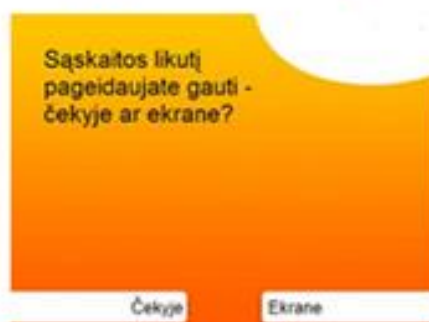 Sąskaitos likutį
pageidaujate gauti -
čekyje ar ekrane?
Čekyje
Ekrane